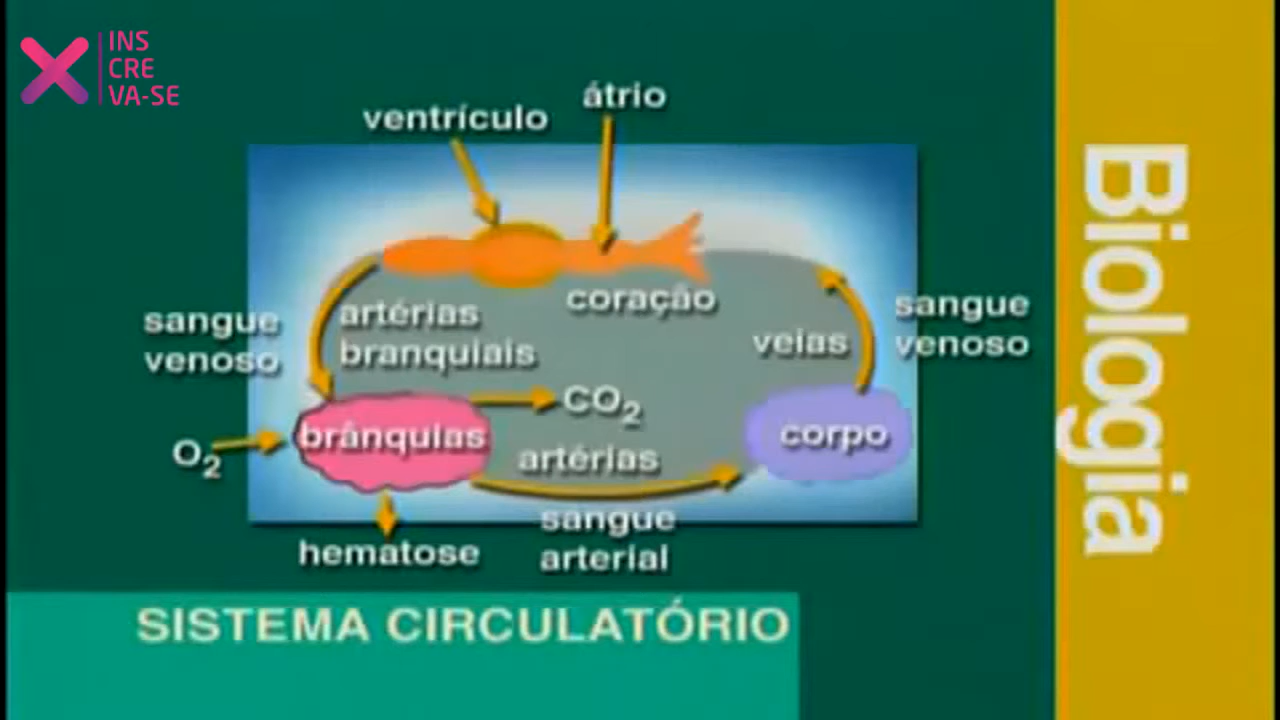 INS
CRE
VA-SE
ventrículo
átrio
coração
artérias
branquiais
sangue
venoso
veias
sangue
venoso
CO₂
O₂
brânquias
corpo
artérias
sangue
arterial
hematose
SISTEMA CIRCULATÓRIO
Biologia